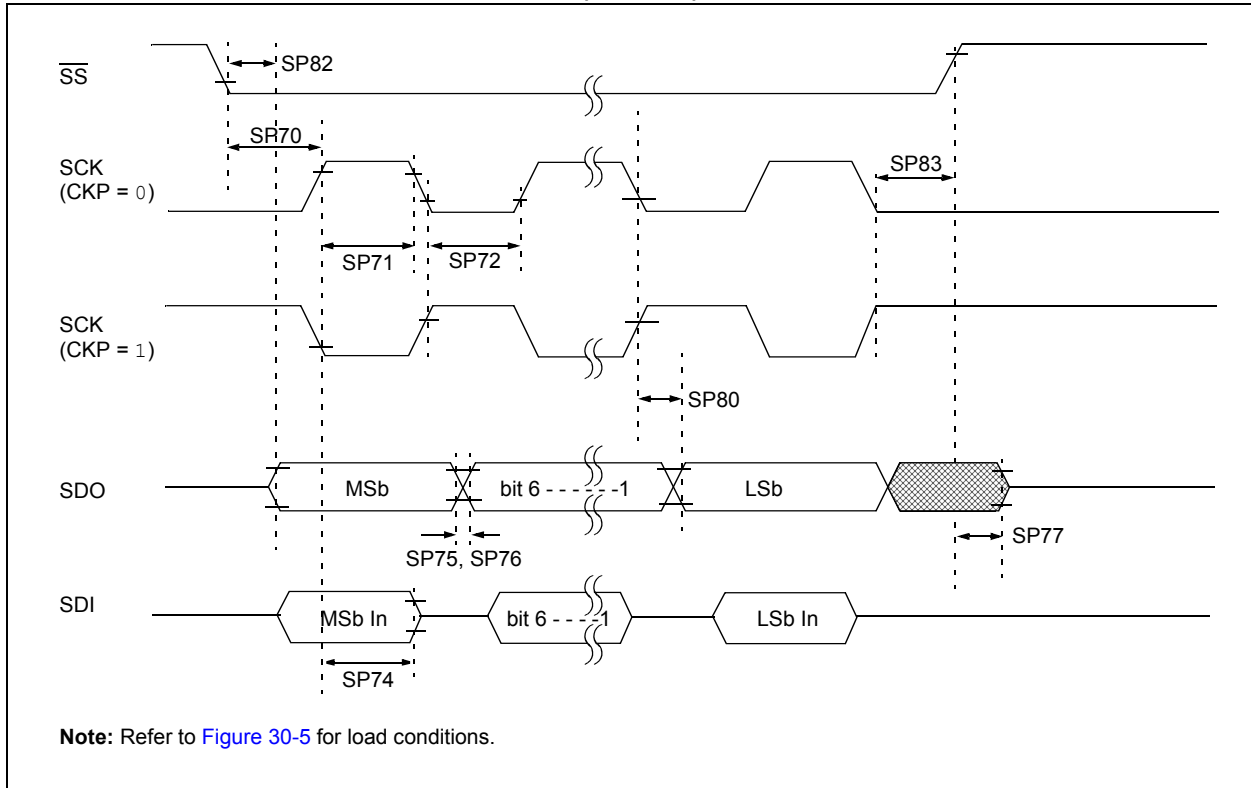 SS
SP82
SP70
SCK
(CKP = 0)
SP83
SP71
SP72
SCK
(CKP = 1)
SP80
SDO
MSb
bit 6 - - - - - -1
LSb
SP77
SP75, SP76
SDI
MSb In
bit 6 - - - -1
LSb In
SP74
Note: Refer to Figure 30-5 for load conditions.